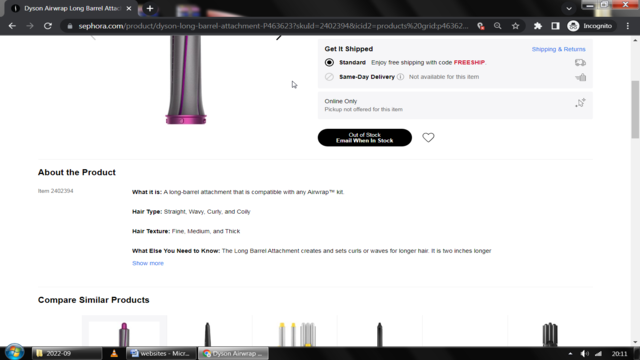 Dyson Airwrap Long Barrel Attach
sephora.com/product/dyson-long-barrel-attachment-P463623?skuId=2402394&icid2=products%20grid:p46362...
Incognito
Get It Shipped
Shipping & Returns
Standard Enjoy free shipping with code FREESHIP.
Same-Day Delivery Not available for this item
Online Only
Pickup not offered for this item
Out of Stock
Email When In Stock
About the Product
Item 2402394
What it is: A long-barrel attachment that is compatible with any Airwrap™ kit.
Hair Type: Straight, Wavy, Curly, and Coily
Hair Texture: Fine, Medium, and Thick
What Else You Need to Know: The Long Barrel Attachment creates and sets curls or waves for longer hair. It is two inches longer
Show more
Compare Similar Products
2022-09
websites - Micr...
Dyson Airwrap ...
20:11